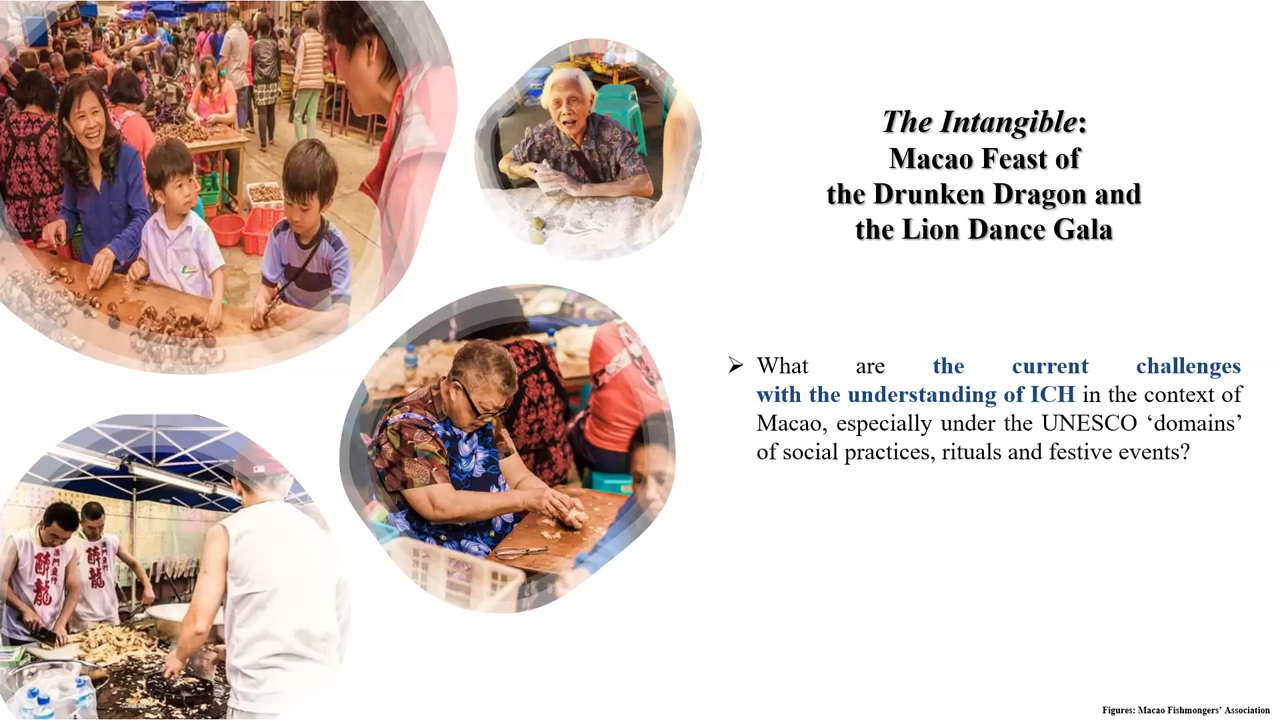 The Intangible:
Macao Feast of
the Drunken Dragon and
the Lion Dance Gala
➢ What are the current challenges
with the understanding of ICH in the context of
Macao, especially under the UNESCO ‘domains’
of social practices, rituals and festive events?
醉龍
醉龍
Figures: Macao Fishmongers’ Association